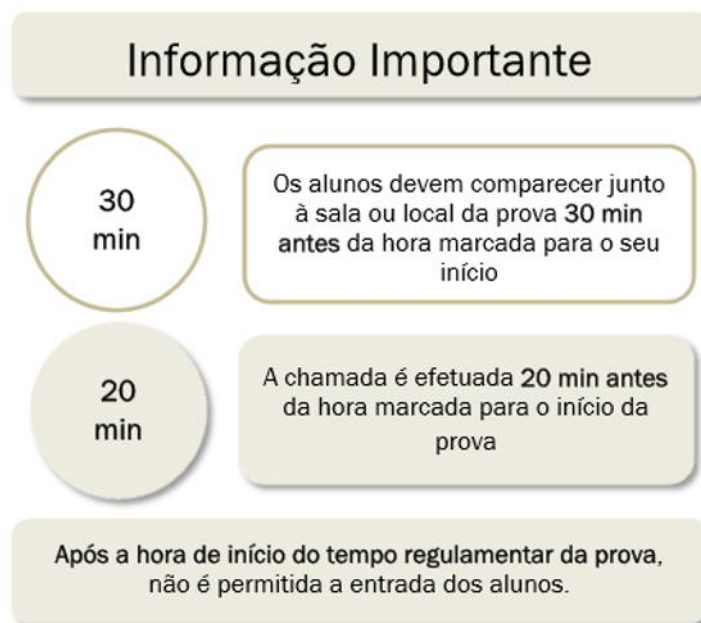 Informação Importante
30
min
Os alunos devem comparecer junto
à sala ou local da prova 30 min
antes da hora marcada para o seu
início
20
min
A chamada é efetuada 20 min antes
da hora marcada para o início da
prova
Após a hora de início do tempo regulamentar da prova,
não é permitida a entrada dos alunos.